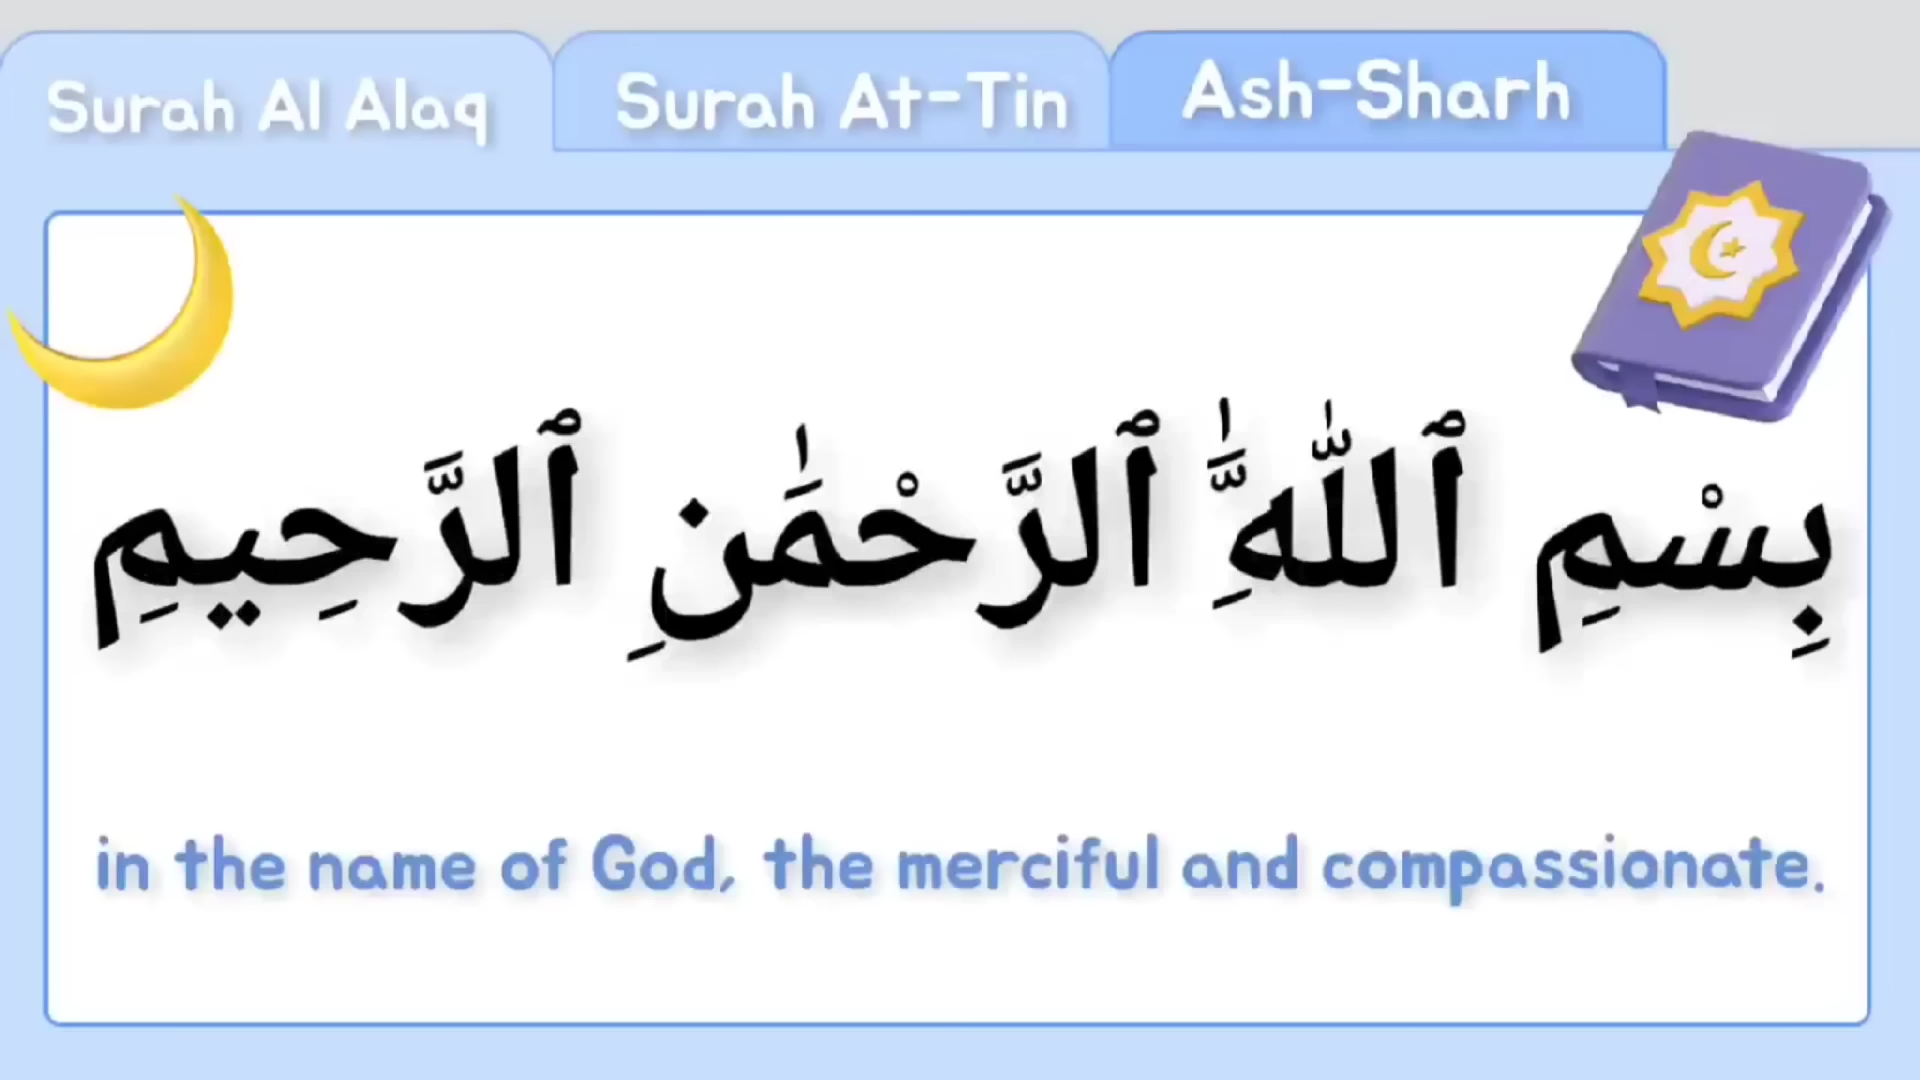 Surah Al Alaq
Surah At-Tin
Ash-Sharh
بِسْمِ ٱللَّهَِّٰ ٱلرَّحْمَٰنِ ٱلرَّحِيمِ
in the name of God, the merciful and compassionate.